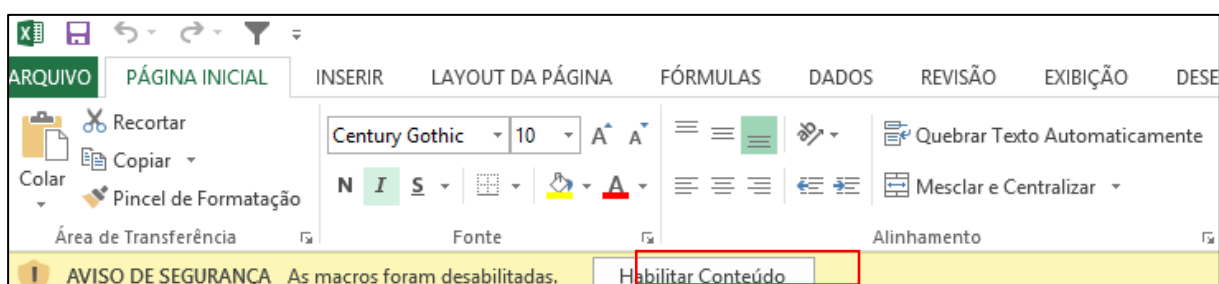 ARQUIVO PÁGINA INICIAL INSERIR LAYOUT DA PÁGINA FÓRMULAS DADOS REVISÃO EXIBIÇÃO DESE
Recortar
Copiar
Pincel de Formatação
Colar
Área de Transferência
Century Gothic 10 A A
N I S A
Fonte
Quebrar Texto Automaticamente
Mesclar e Centralizar
Alinhamento
AVISO DE SEGURANÇA As macros foram desabilitadas. Habilitar Conteúdo